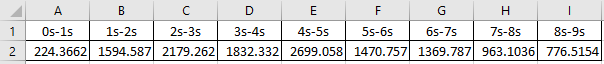 A B C D E F G H I
1 0s-1s 1s-2s 2s-3s 3s-4s 4s-5s 5s-6s 6s-7s 7s-8s 8s-9s
2 224.3662 1594.587 2179.262 1832.332 2699.058 1470.757 1369.787 963.1036 776.5154